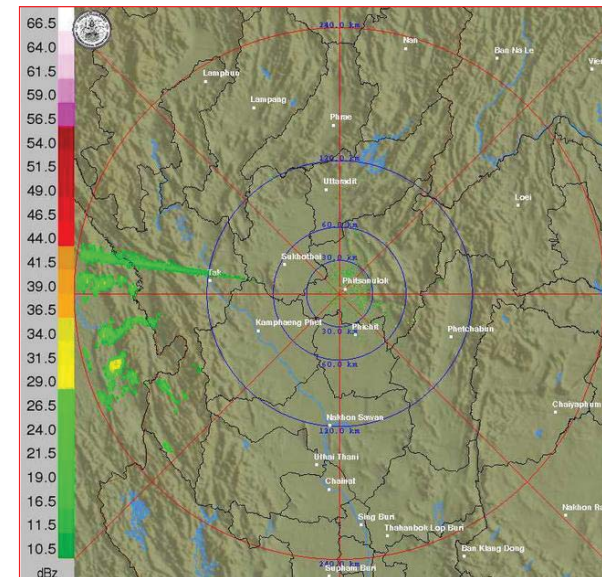 66.5
64.0
61.5
59.0
56.5
54.0
51.5
49.0
46.5
44.0
41.5
39.0
36.5
34.0
31.5
29.0
26.5
24.0
21.5
19.0
16.5
13.5
11.5
10.5
dBz
240.0 km
Nan
Ban Na Le
Lamphun
Lampang
Phrae
120.0 km
Uttaradit
Loei
60.0 km
Sukhothai
30.0 km
Tak
Phitsanulok
Kamphaeng Phet
30.0 km
Phichit
Phetchabun
60.0 km
Chaiyaphum
Nakhon Sawan
120.0 km
Uthai Thani
Chainat
Sing Buri
Thabanbok Lop Buri
Ban Klang Dong
Suphan Buri
240.0 km